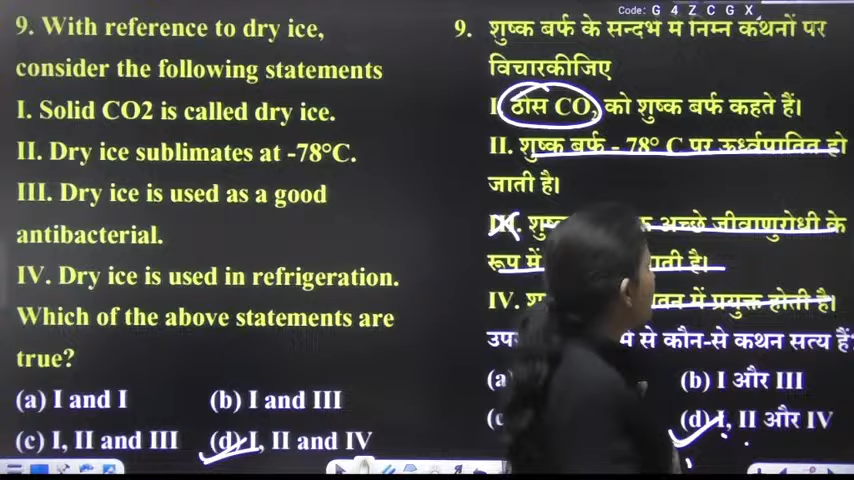 Code: G 4 Z C G X
9. With reference to dry ice,
consider the following statements
I. Solid CO2 is called dry ice.
II. Dry ice sublimates at -78°C.
III. Dry ice is used as a good
antibacterial.
IV. Dry ice is used in refrigeration.
Which of the above statements are
true?
(a) I and I
(b) I and III
(c) I, II and III
(d) I, II and IV
9. शुष्क बर्फ के सन्दर्भ में निम्न कथनों पर
विचारकीजिए
I. ठोस CO₂ को शुष्क बर्फ कहते हैं।
II. शुष्क बर्फ - 78° C पर ऊर्ध्वपातित हो
जाती है।
III. अच्छे जीवाणुरोधी के
रूप में जाती है।
IV. में प्रयुक्त होती है।
से कौन-से कथन सत्य हैं
(a)
(b) I और III
(d) I, II और IV